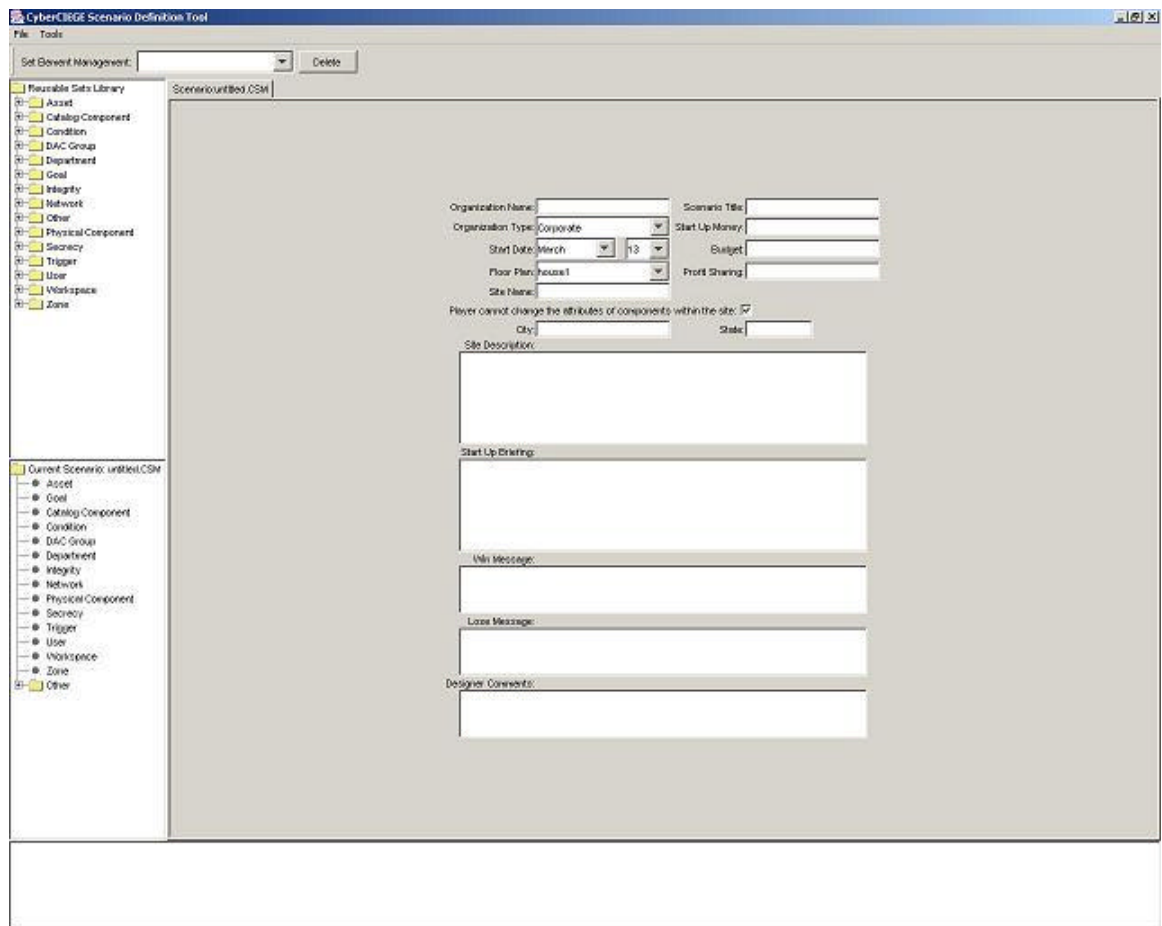 CyberCIEGE Scenario Definition Tool
File Tools
Set Element Management: Delete
Reusable Sets Library
Asset
Catalog Component
Condition
DAC Group
Department
Goal
Integrity
Network
Other
Physical Component
Secrecy
Trigger
User
Workspace
Zone
Current Scenario: untitled.CSM
Asset
Goal
Catalog Component
Condition
DAC Group
Department
Integrity
Network
Physical Component
Secrecy
Trigger
User
Workspace
Zone
Other
Scenario:untitled.CSM
Organization Name: Scenario Title:
Organization Type: Corporate Start Up Money:
Start Date: March 13 Budget:
Floor Plan: house1 Profit Sharing:
Site Name:
Player cannot change the attributes of components within the site:
City: State:
Site Description:
Start Up Briefing:
Win Message:
Lose Message:
Designer Comments: